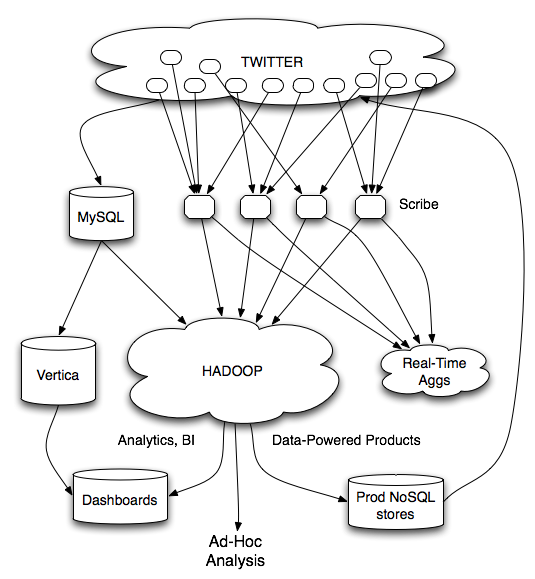 TWITTER
MySQL
Scribe
Vertica
HADOOP
Real-Time
Aggs
Analytics, BI
Data-Powered Products
Dashboards
Prod NoSQL
stores
Ad-Hoc
Analysis